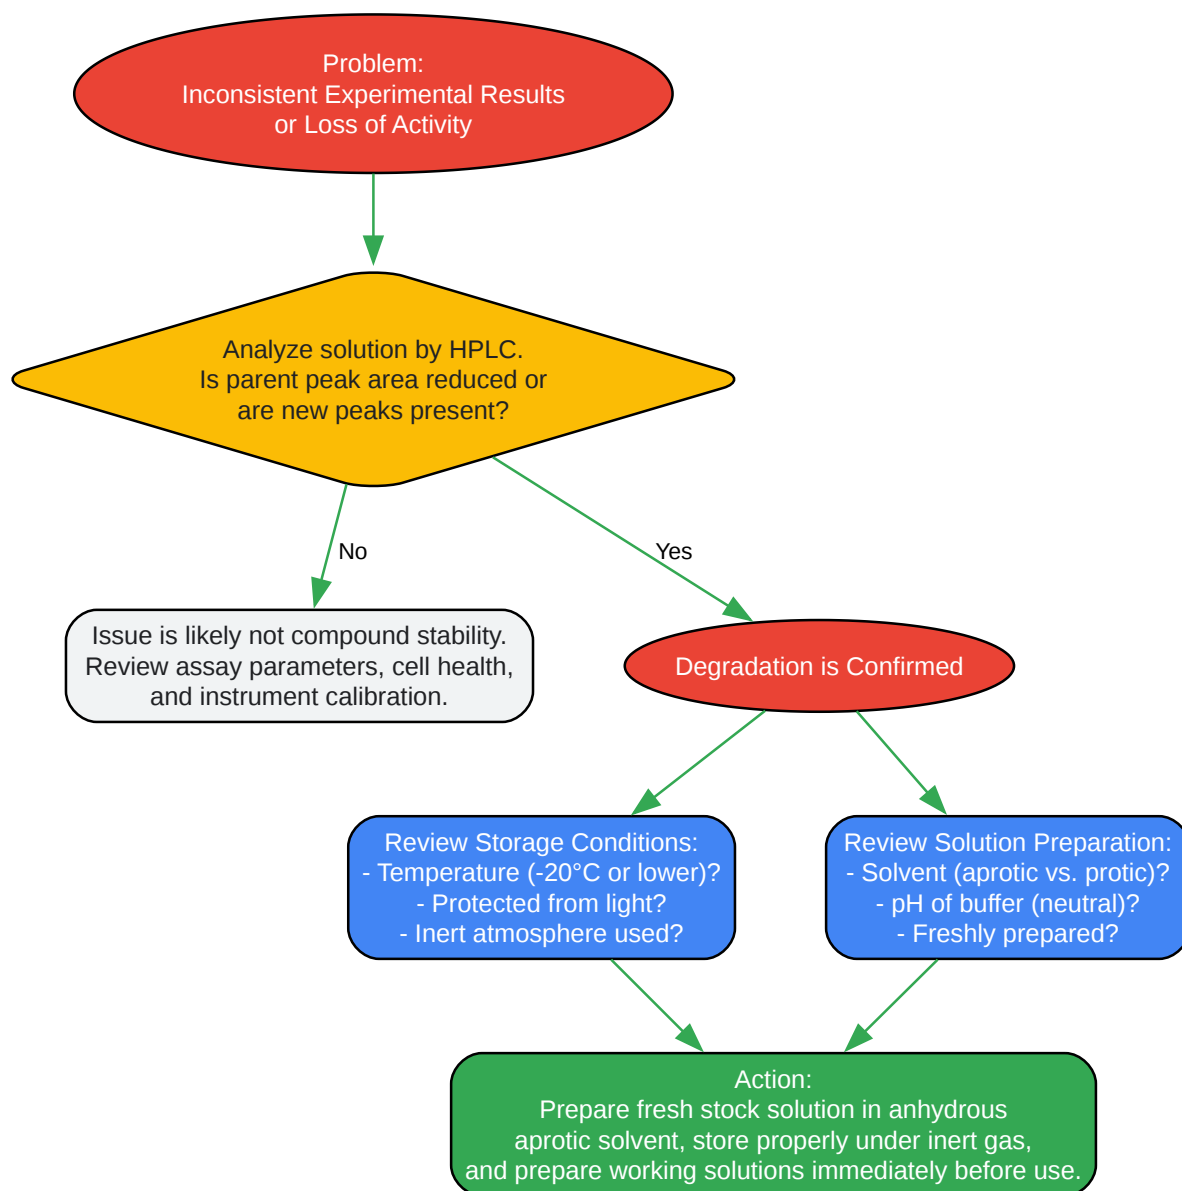 Problem:
Inconsistent Experimental Results
or Loss of Activity
Analyze solution by HPLC.
Is parent peak area reduced or
are new peaks present?
No
Yes
Issue is likely not compound stability.
Review assay parameters, cell health,
and instrument calibration.
Degradation is Confirmed
Review Storage Conditions:
- Temperature (-20°C or lower)?
- Protected from light?
- Inert atmosphere used?
Review Solution Preparation:
- Solvent (aprotic vs. protic)?
- pH of buffer (neutral)?
- Freshly prepared?
Action:
Prepare fresh stock solution in anhydrous
aprotic solvent, store properly under inert gas,
and prepare working solutions immediately before use.